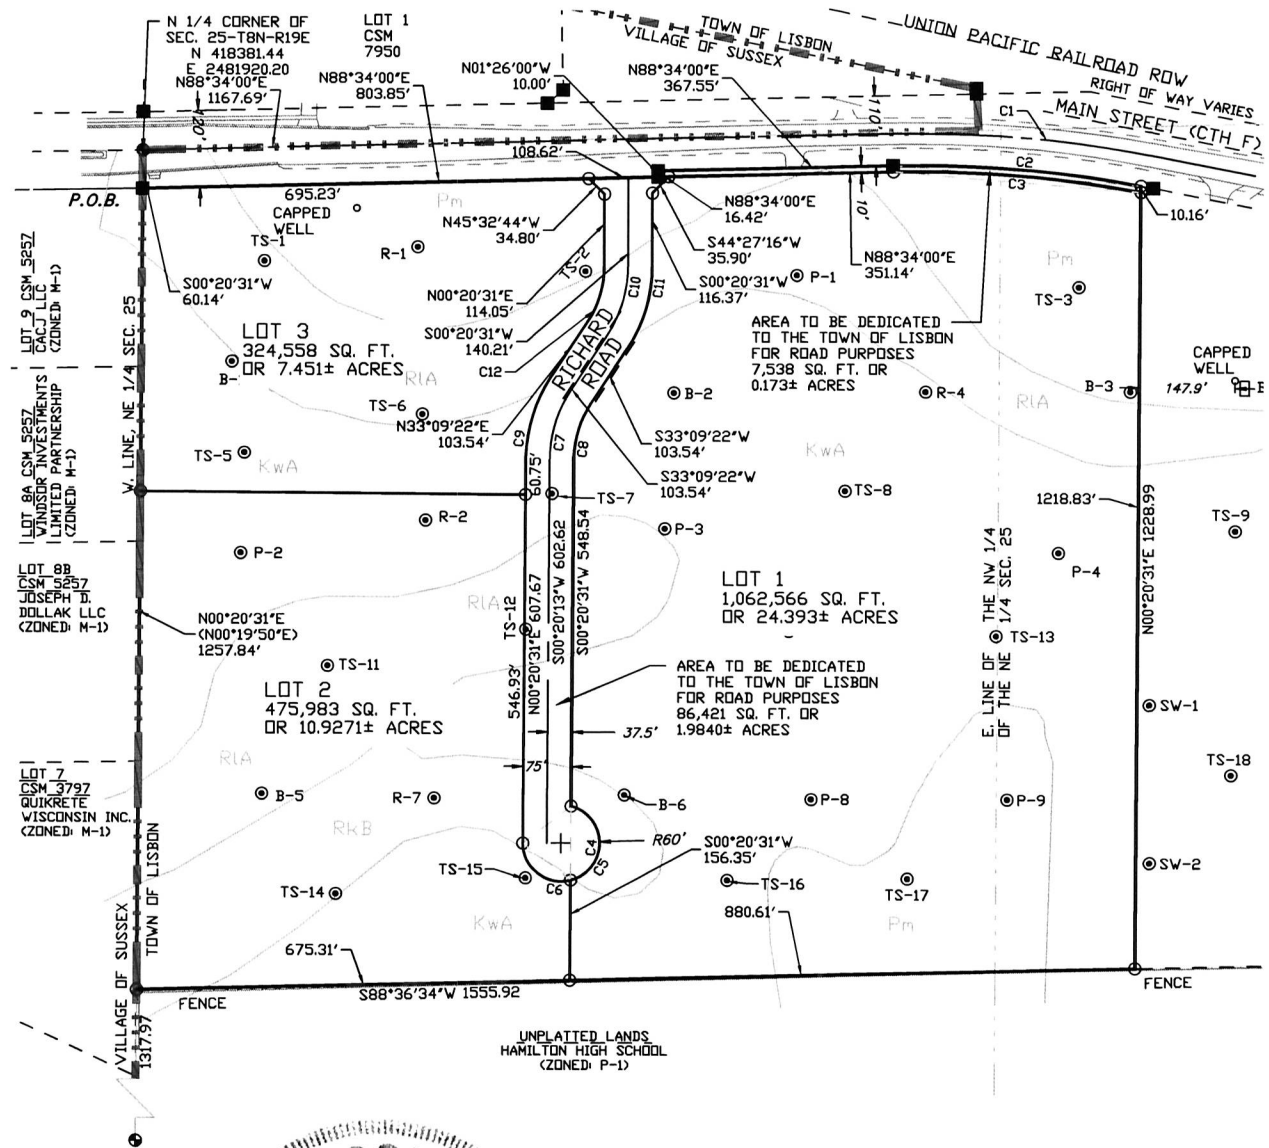 N 1/4 CORNER OF
SEC. 25-T8N-R19E
N 418381.44
E 2481920.20
N88°34'00"E
1167.69'
LOT 1
CSM
7950
N88°34'00"E
803.85'
N01°26'00"W
10.00'
TOWN OF LISBON
VILLAGE OF SUSSEX
N88°34'00"E
367.55'
UNION PACIFIC RAILROAD ROW
RIGHT OF WAY VARIES
MAIN STREET (CTH F)
C1
120'
110'
108.62'
C2
C3
P.O.B.
695.23'
CAPPED
WELL
Pm
N45°32'44"W
34.80'
N88°34'00"E
16.42'
10'
10.16'
S44°27'16"W
35.90'
N88°34'00"E
351.14'
TS-1
R-1
TS-2
P-1
Pm
TS-3
S00°20'31"W
60.14'
N00°20'31"E
114.05'
C10
C11
S00°20'31"W
116.37'
S00°20'31"W
140.21'
C12
LOT 9 CSM 5257
CACJ LLC
(ZONED: M-1)
W. LINE, NE 1/4 SEC. 25
LOT 3
324,558 SQ. FT.
OR 7.451± ACRES
B-
RICHARD
ROAD
AREA TO BE DEDICATED
TO THE TOWN OF LISBON
FOR ROAD PURPOSES
7,538 SQ. FT. OR
0.173± ACRES
CAPPED
WELL
RlA
B-2
R-4
B-3
147.9'
RlA
TS-6
N33°09'22"E
103.54'
LOT 8A CSM 5257
WINDSOR INVESTMENTS
LIMITED PARTNERSHIP
(ZONED: M-1)
TS-5
KwA
C9
C7
C8
S33°09'22"W
103.54'
S33°09'22"W
103.54'
KwA
60.75'
TS-7
TS-8
1218.83'
TS-9
R-2
P-3
P-2
P-4
LOT 8B
CSM 5257
JOSEPH D.
DOLLAK LLC
(ZONED: M-1)
N00°20'31"E
(N00°19'50"E)
1257.84'
RlA
TS-12
546.93'
N00°20'31"E 607.67
S00°20'13"W 602.62
S00°20'31"W 548.54
LOT 1
1,062,566 SQ. FT.
OR 24.393± ACRES
E. LINE OF THE NW 1/4
OF THE NE 1/4 SEC. 25
N00°20'31"E 1228.99
TS-13
TS-11
LOT 2
475,983 SQ. FT.
OR 10.9271± ACRES
AREA TO BE DEDICATED
TO THE TOWN OF LISBON
FOR ROAD PURPOSES
86,421 SQ. FT. OR
1.9840± ACRES
37.5'
75'
SW-1
TS-18
RlA
LOT 7
CSM 3797
QUIKRETE
WISCONSIN INC.
(ZONED: M-1)
B-5
R-7
B-6
P-8
P-9
RkB
R60'
C4
C5
C6
S00°20'31"W
156.35'
SW-2
TS-15
TS-14
TS-16
TS-17
KwA
880.61'
Pm
VILLAGE OF SUSSEX
TOWN OF LISBON
675.31'
S88°36'34"W 1555.92
FENCE
FENCE
1317.97
UNPLATTED LANDS
HAMILTON HIGH SCHOOL
(ZONED: P-1)